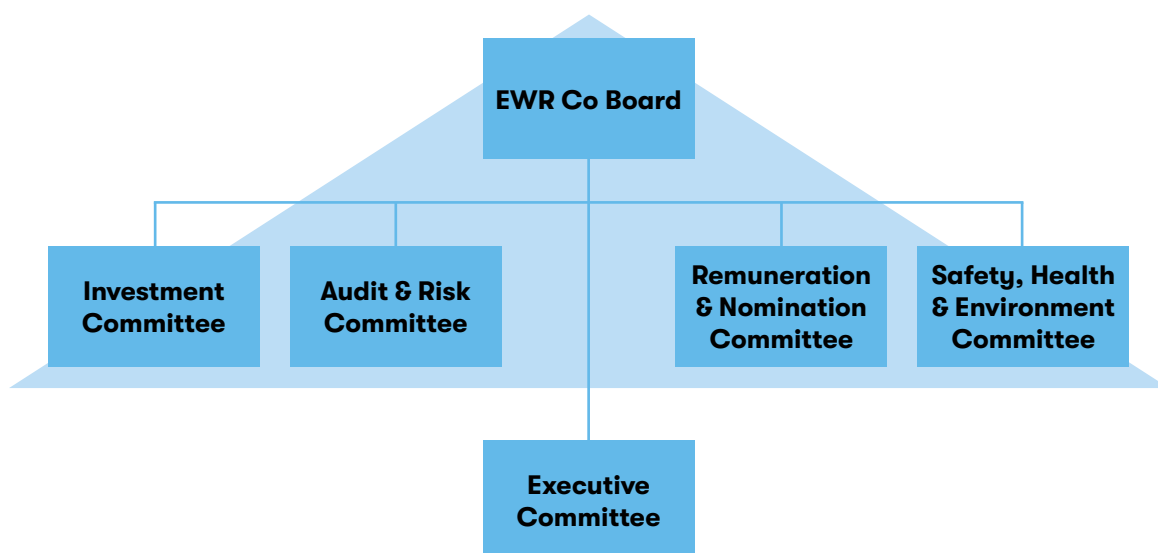 EWR Co Board
Investment
Committee
Audit & Risk
Committee
Remuneration
& Nomination
Committee
Safety, Health
& Environment
Committee
Executive
Committee